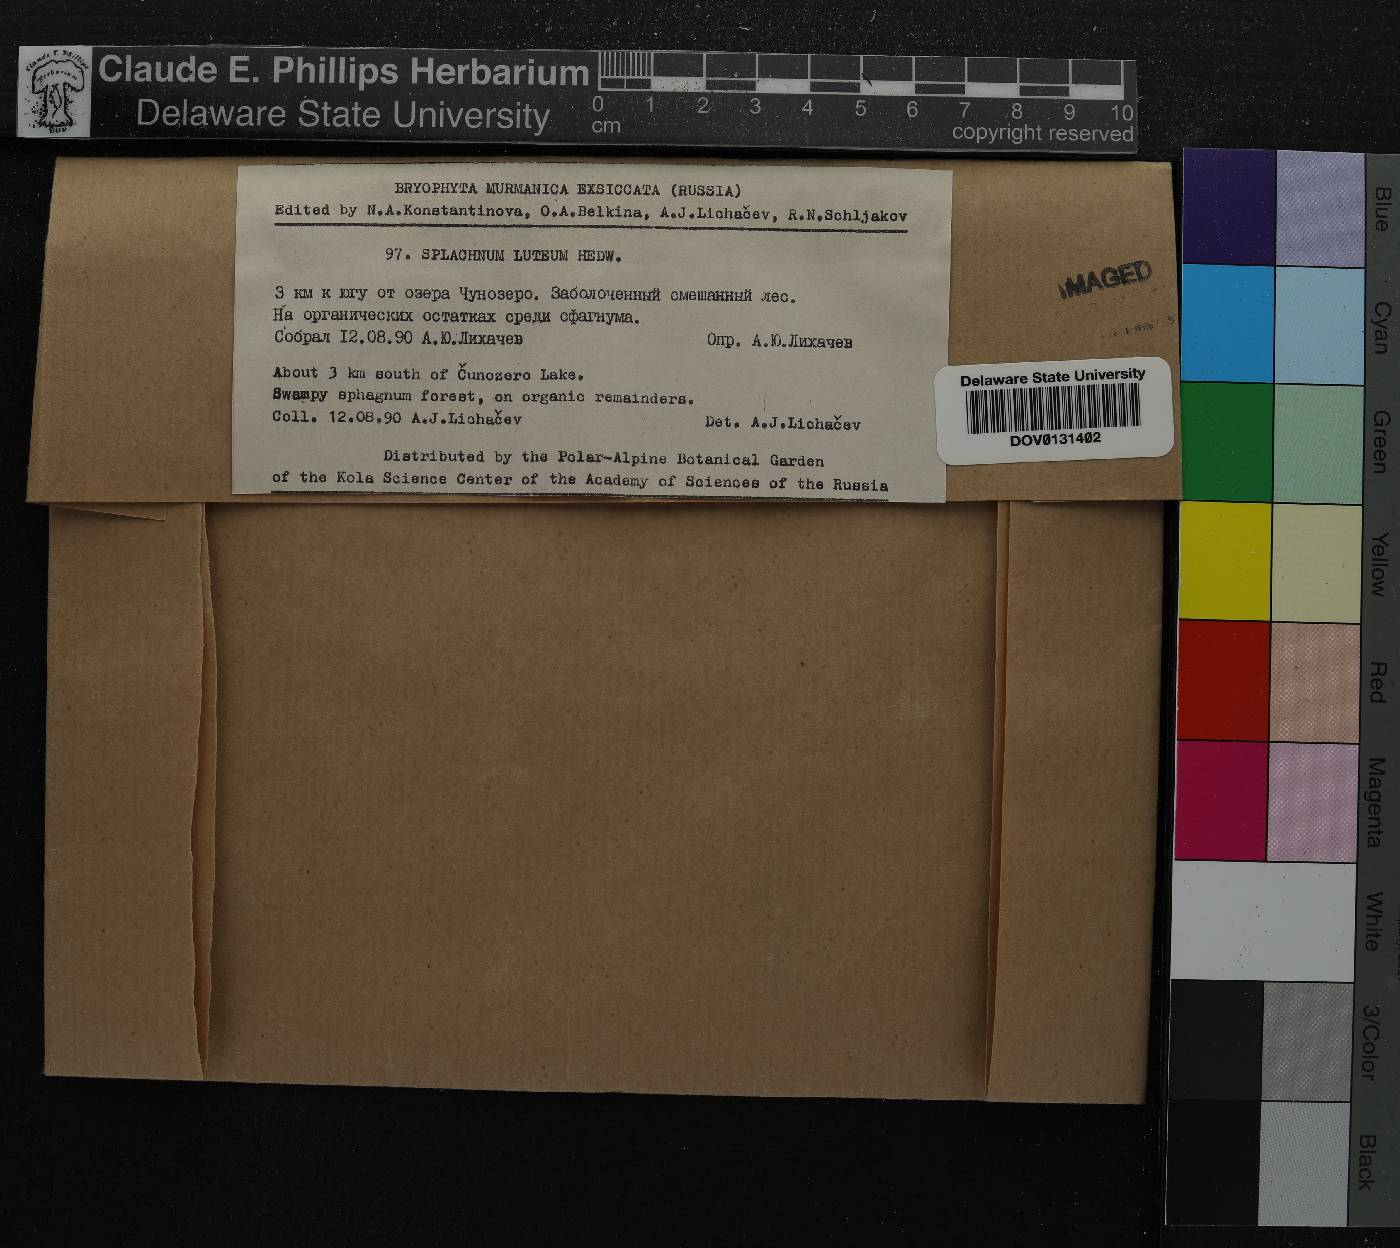 Claude E. Phillips Herbarium
Delaware State University
0 1 2 3 4 5 6 7 8 9 10
cm
copyright reserved
BRYOPHYTA MURMANICA EXSICCATA (RUSSIA)
Edited by N.A.Konstantinova, O.A.Belkina, A.J.Lichačev, R.N.Schljakov
97. SPLACHNUM LUTEUM HEDW.
3 км к югу от озера Чунозеро. Заболоченный смешанный лес.
На органических остатках среди сфагнума.
Собрал 12.08.90 А.Ю.Лихачев Опр. А.Ю.Лихачев
About 3 km south of Čunozero Lake.
Swampy sphagnum forest, on organic remainders.
Coll. 12.08.90 A.J.Lichačev Det. A.J.Lichačev
Distributed by the Polar-Alpine Botanical Garden
of the Kola Science Center of the Academy of Sciences of the Russia
IMAGED
Delaware State University
DOV0131402
Blue
Cyan
Green
Yellow
Red
Magenta
White
3/Color
Black